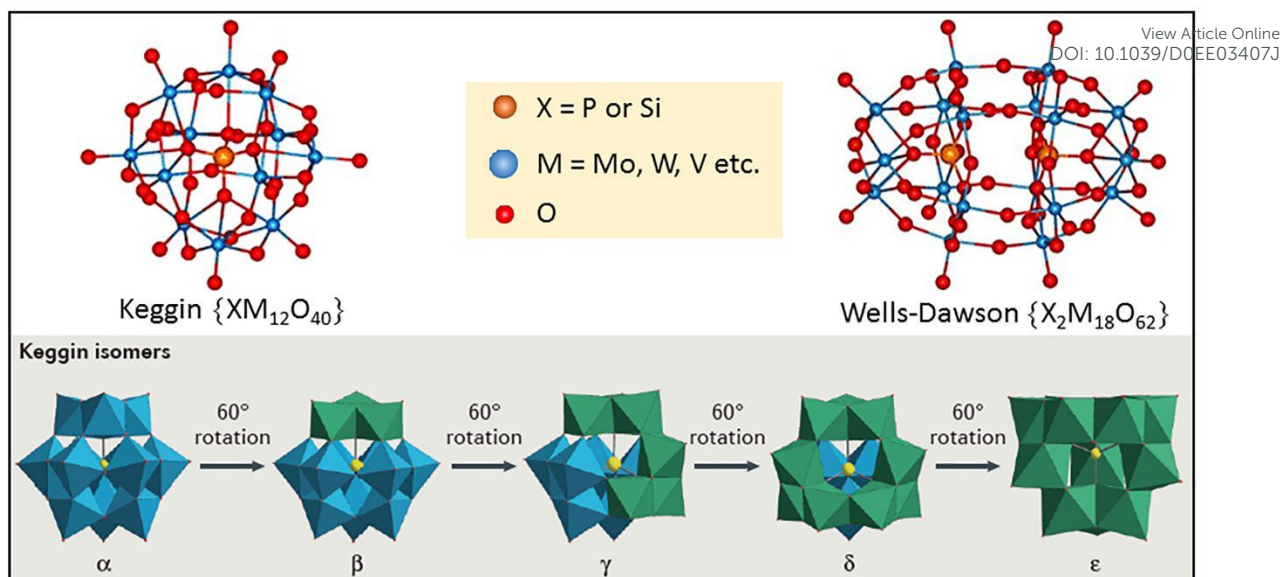 View Article Online
DOI: 10.1039/D0EE03407J
X = P or Si
M = Mo, W, V etc.
O
Keggin {XM₁₂O₄₀}
Wells-Dawson {X₂M₁₈O₆₂}
Keggin isomers
60°
rotation
60°
rotation
60°
rotation
60°
rotation
α
β
γ
δ
ε